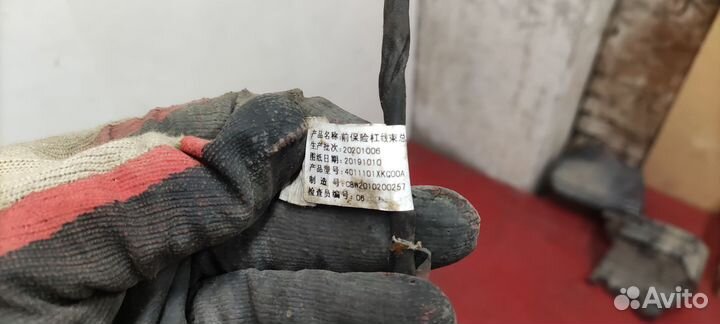 产品名称:前保险杠线束总
生产批次:20201006
图纸日期:20191010
产品型号:4011101XKQ00A
制造 号:CBW2010200257
检查员编号:06
Avito